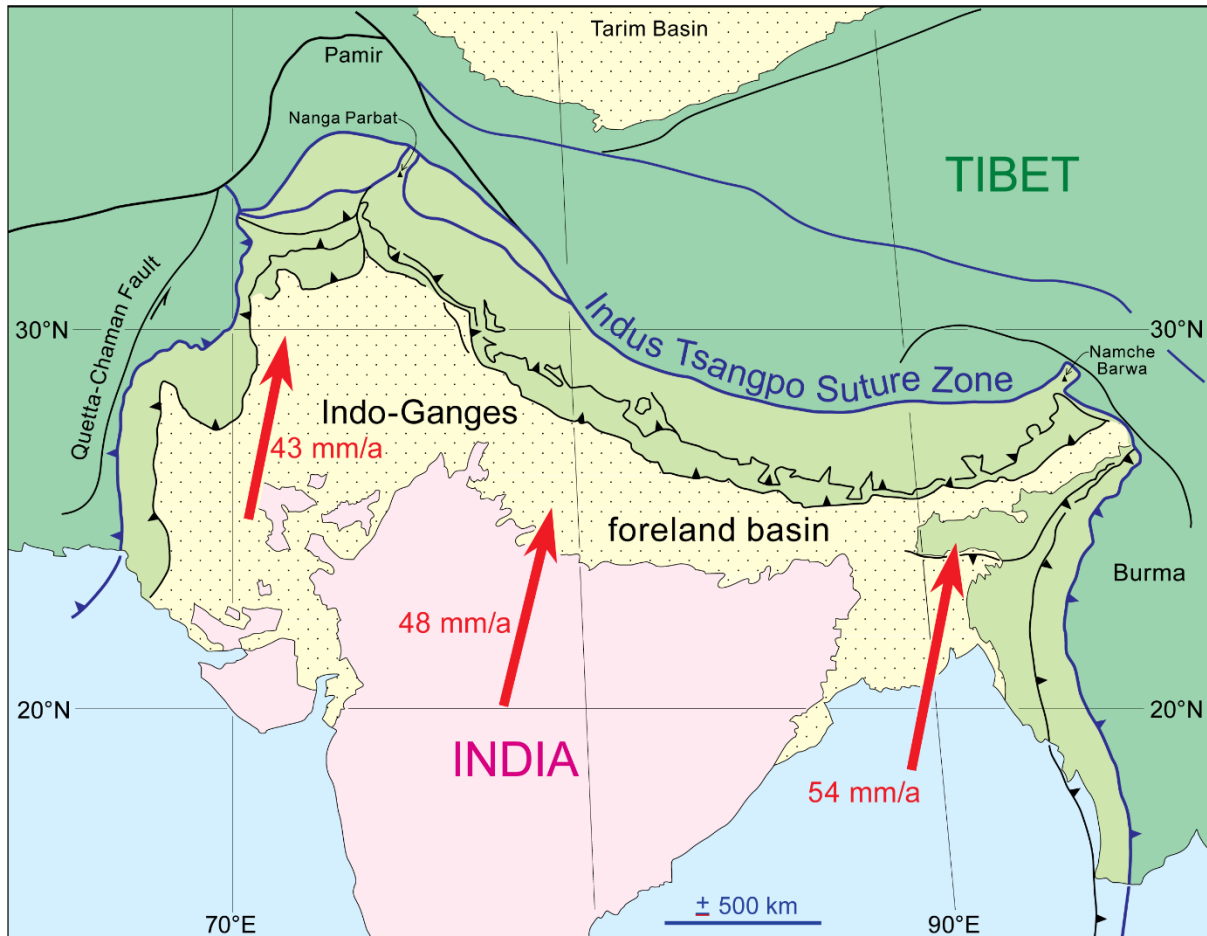 Tarim Basin
Pamir
Nanga Parbat
TIBET
Quetta-Chaman Fault
30°N
30°N
Indus Tsangpo Suture Zone
Namche
Barwa
Indo-Ganges
43 mm/a
foreland basin
Burma
48 mm/a
20°N
20°N
INDIA
54 mm/a
± 500 km
70°E
90°E